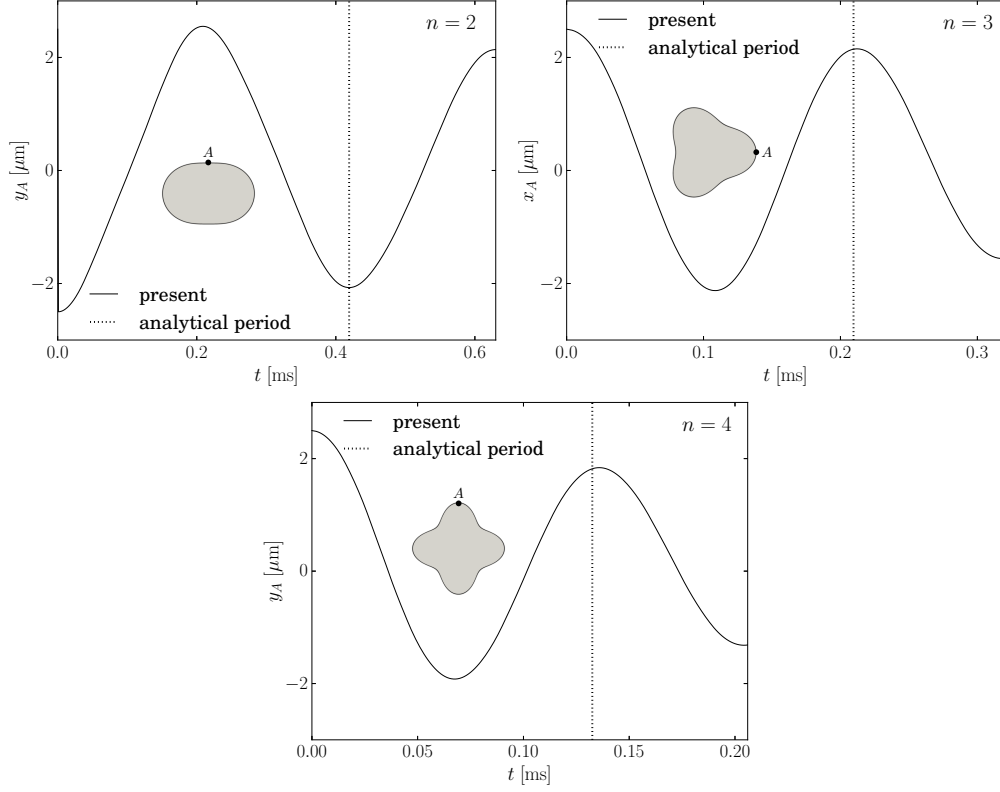 n = 2
2
0
−2
y_A [μm]
A
present
analytical period
0.0 0.2 0.4 0.6
t [ms]
present
analytical period
n = 3
2
0
−2
x_A [μm]
A
0.0 0.1 0.2 0.3
t [ms]
present
analytical period
n = 4
2
0
−2
y_A [μm]
A
0.00 0.05 0.10 0.15 0.20
t [ms]